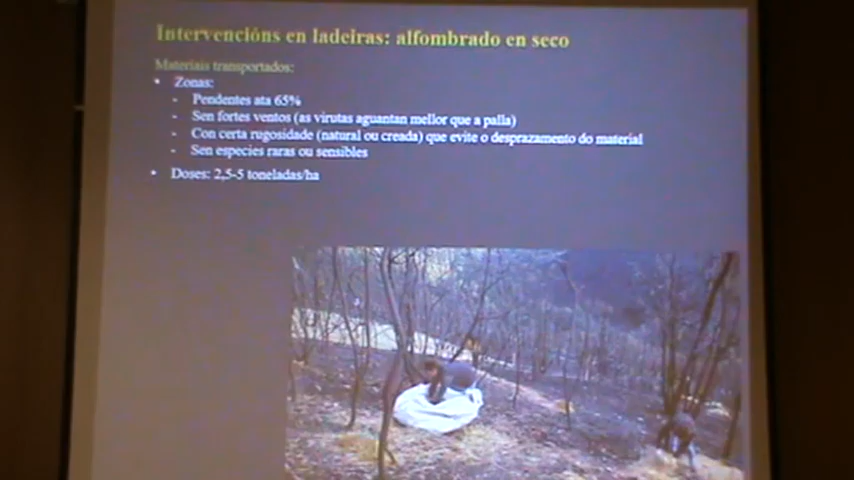 Intervencións en ladeiras: alfombrado en seco
Materiais transportados:
• Zonas:
- Pendentes ata 65%
- Sen fortes ventos (as virutas aguantan mellor que a palla)
- Con certa rugosidade (natural ou creada) que evite o desprazamento do material
- Sen especies raras ou sensibles
• Doses: 2,5-5 toneladas/ha